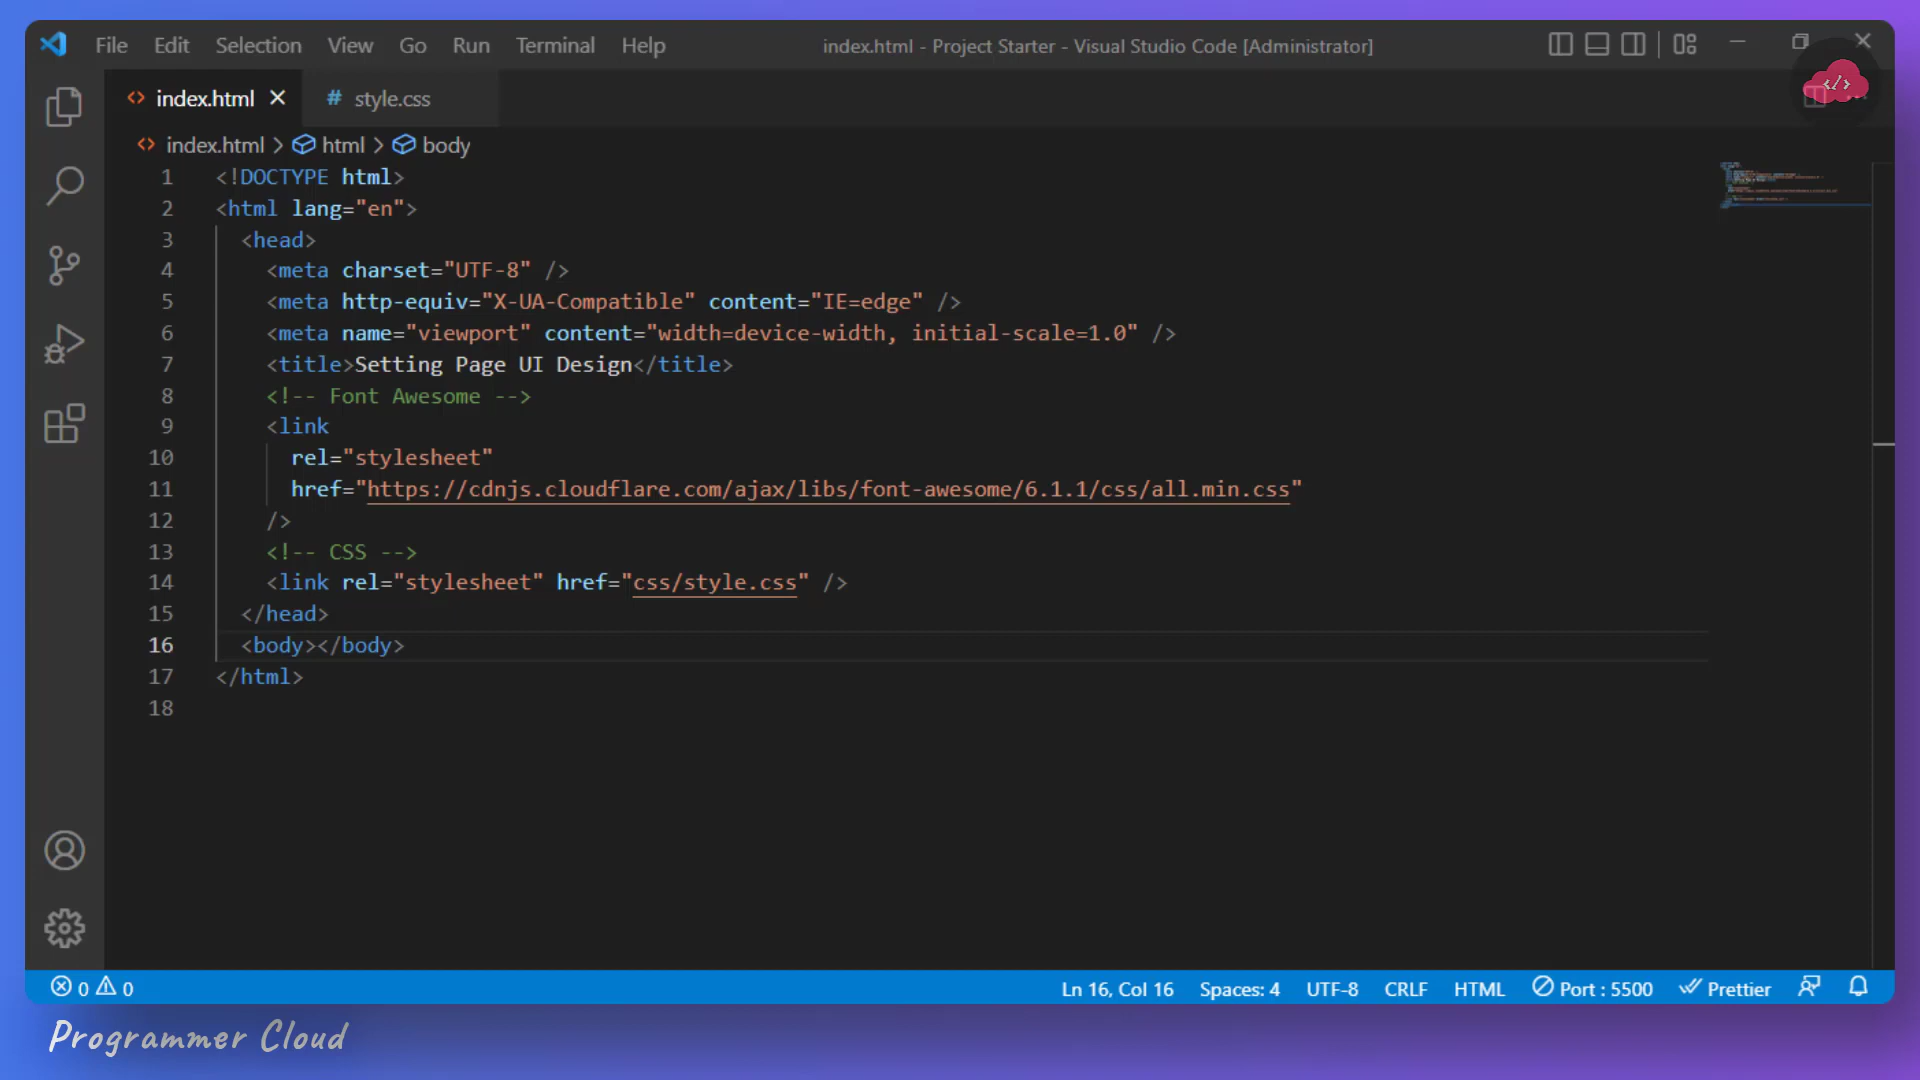 File Edit Selection View Go Run Terminal Help
index.html - Project Starter - Visual Studio Code [Administrator]
<> index.html # style.css
<> index.html > html > body
1 <!DOCTYPE html>
2 <html lang="en">
3 <head>
4 <meta charset="UTF-8" />
5 <meta http-equiv="X-UA-Compatible" content="IE=edge" />
6 <meta name="viewport" content="width=device-width, initial-scale=1.0" />
7 <title>Setting Page UI Design</title>
8 <!-- Font Awesome -->
9 <link
10 rel="stylesheet"
11 href="https://cdnjs.cloudflare.com/ajax/libs/font-awesome/6.1.1/css/all.min.css"
12 />
13 <!-- CSS -->
14 <link rel="stylesheet" href="css/style.css" />
15 </head>
16 <body></body>
17 </html>
18
0 0 Ln 16, Col 16 Spaces: 4 UTF-8 CRLF HTML Port : 5500 Prettier
Programmer Cloud